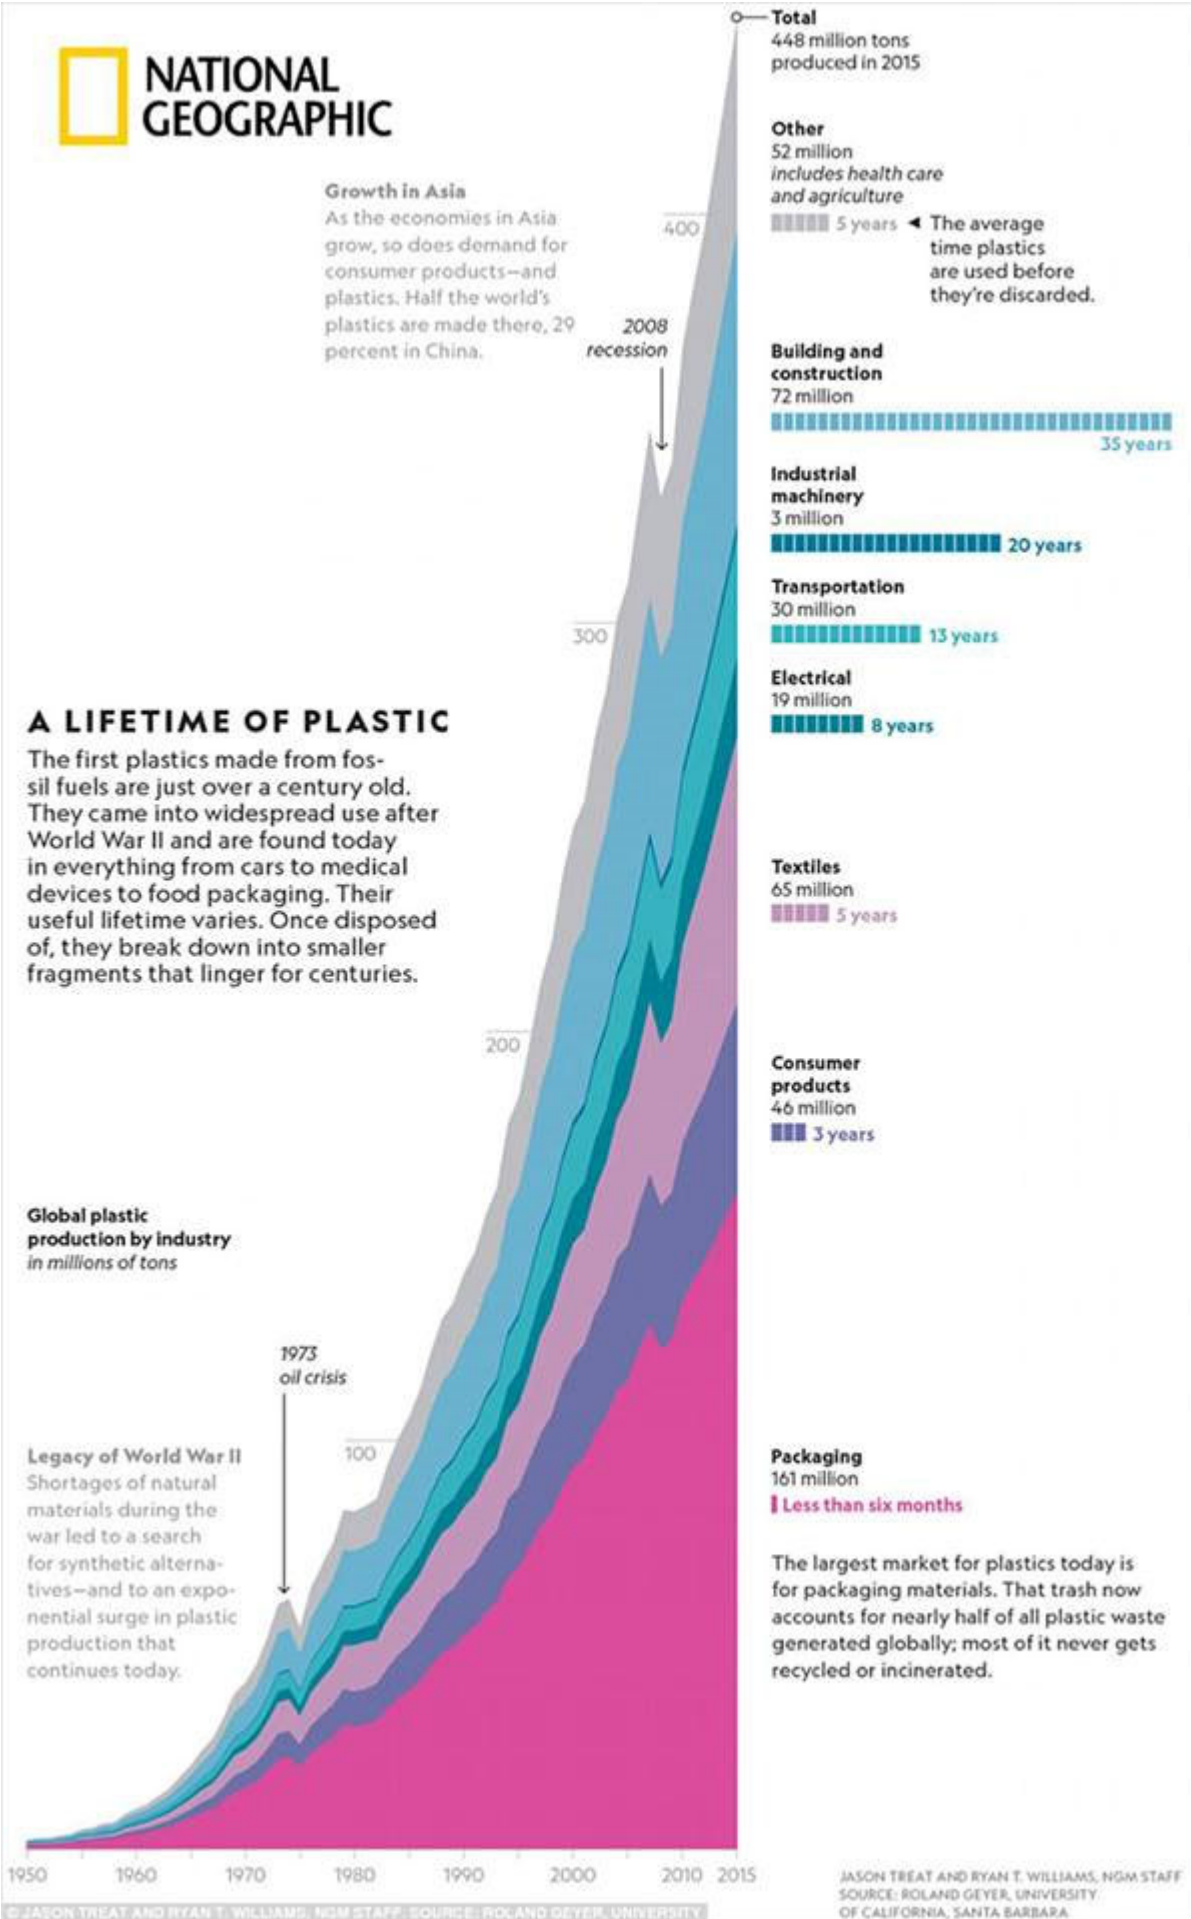 NATIONAL
GEOGRAPHIC
Total
448 million tons
produced in 2015
Other
52 million
includes health care
and agriculture
5 years ◄ The average
time plastics
are used before
they're discarded.
Growth in Asia
As the economies in Asia
grow, so does demand for
consumer products—and
plastics. Half the world's
plastics are made there, 29
percent in China.
400
2008
recession
Building and
construction
72 million
35 years
Industrial
machinery
3 million
20 years
Transportation
30 million
13 years
300
Electrical
19 million
8 years
A LIFETIME OF PLASTIC
The first plastics made from fos-
sil fuels are just over a century old.
They came into widespread use after
World War II and are found today
in everything from cars to medical
devices to food packaging. Their
useful lifetime varies. Once disposed
of, they break down into smaller
fragments that linger for centuries.
Textiles
65 million
5 years
200
Consumer
products
46 million
3 years
Global plastic
production by industry
in millions of tons
1973
oil crisis
100
Legacy of World War II
Shortages of natural
materials during the
war led to a search
for synthetic alterna-
tives—and to an expo-
nential surge in plastic
production that
continues today.
Packaging
161 million
Less than six months
The largest market for plastics today is
for packaging materials. That trash now
accounts for nearly half of all plastic waste
generated globally; most of it never gets
recycled or incinerated.
1950 1960 1970 1980 1990 2000 2010 2015
JASON TREAT AND RYAN T. WILLIAMS, NGM STAFF
SOURCE: ROLAND GEYER, UNIVERSITY
OF CALIFORNIA, SANTA BARBARA
© JASON TREAT AND RYAN T. WILLIAMS, NGM STAFF. SOURCE: ROLAND GEYER, UNIVERSITY